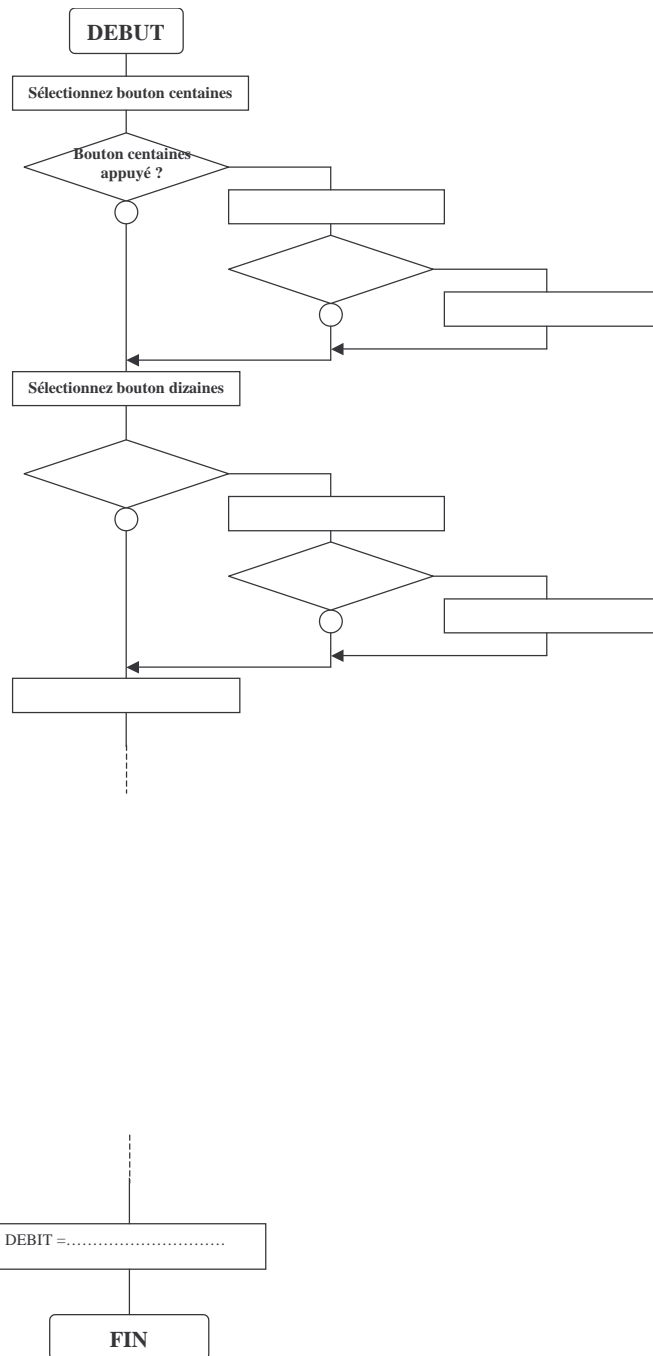 DEBUT
Sélectionnez bouton centaines
Bouton centaines
appuyé ?
Sélectionnez bouton dizaines
DEBIT =…………………………
FIN